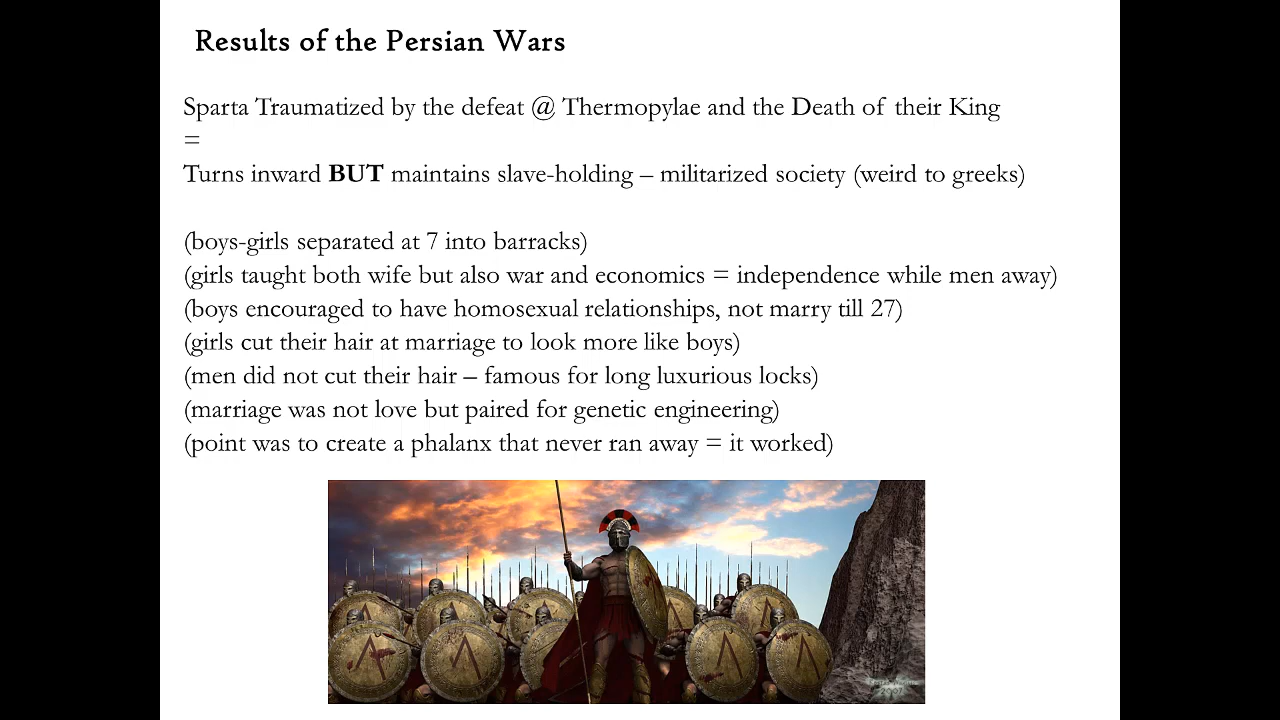 Results of the Persian Wars
Sparta Traumatized by the defeat @ Thermopylae and the Death of their King
=
Turns inward BUT maintains slave-holding – militarized society (weird to greeks)
(boys-girls separated at 7 into barracks)
(girls taught both wife but also war and economics = independence while men away)
(boys encouraged to have homosexual relationships, not marry till 27)
(girls cut their hair at marriage to look more like boys)
(men did not cut their hair – famous for long luxurious locks)
(marriage was not love but paired for genetic engineering)
(point was to create a phalanx that never ran away = it worked)
2007